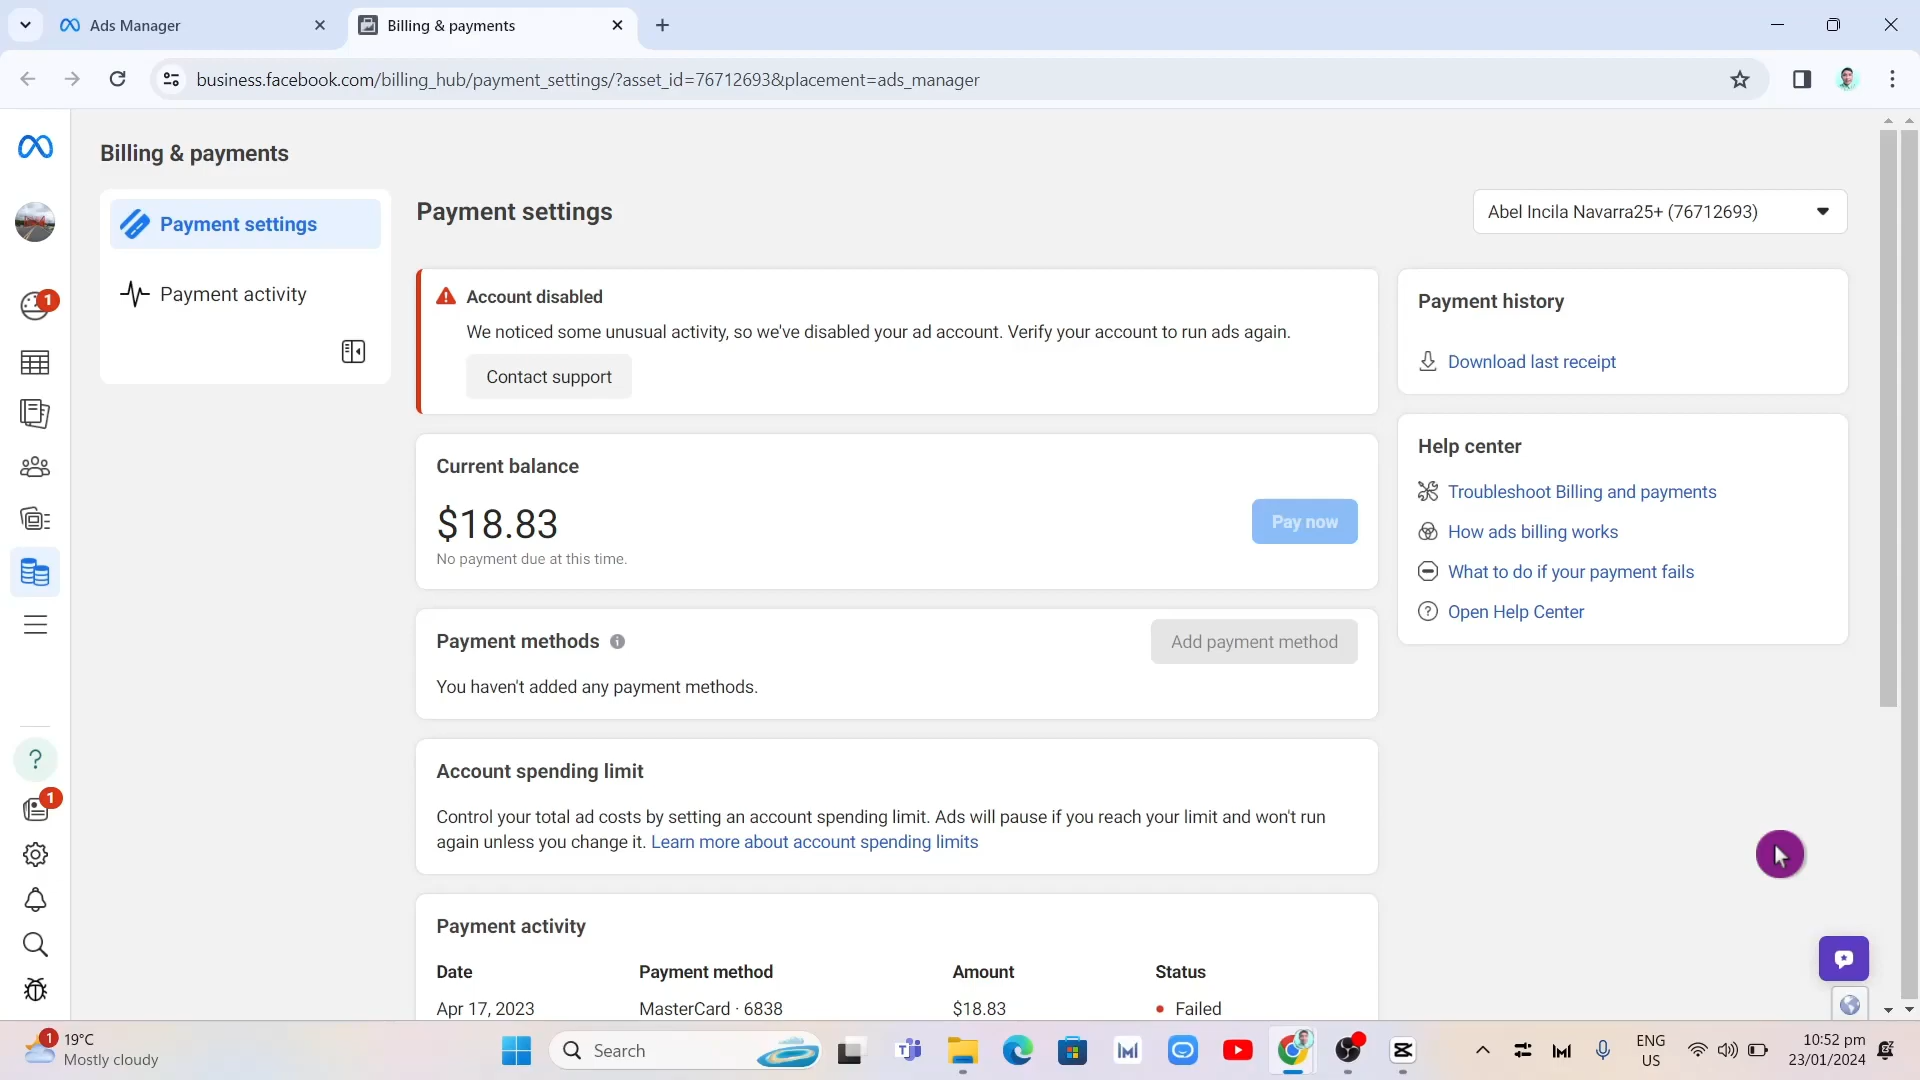 Ads Manager
Billing & payments
business.facebook.com/billing_hub/payment_settings/?asset_id=76712693&placement=ads_manager
Billing & payments
Payment settings
Payment activity
1
1
Payment settings
Abel Incila Navarra25+ (76712693)
Account disabled
We noticed some unusual activity, so we've disabled your ad account. Verify your account to run ads again.
Contact support
Current balance
$18.83
No payment due at this time.
Pay now
Payment methods
Add payment method
You haven't added any payment methods.
Account spending limit
Control your total ad costs by setting an account spending limit. Ads will pause if you reach your limit and won't run
again unless you change it. Learn more about account spending limits
Payment activity
Date Payment method Amount Status
Apr 17, 2023 MasterCard · 6838 $18.83 Failed
Payment history
Download last receipt
Help center
Troubleshoot Billing and payments
How ads billing works
What to do if your payment fails
Open Help Center
1
19°C
Mostly cloudy
Search
ENG
US
10:52 pm
23/01/2024